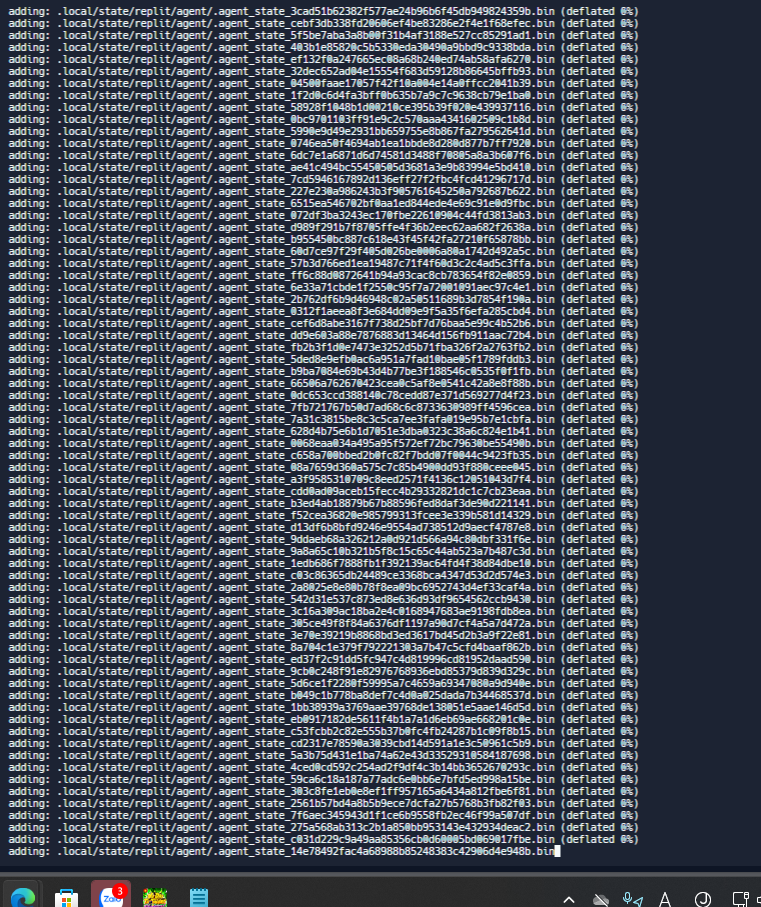 adding: .local/state/replit/agent/.agent_state_3cad51b62382f577ae24b96b6f45db949824359b.bin (deflated 0%)
adding: .local/state/replit/agent/.agent_state_cebf3db338fd20606ef4be83286e2f4e1f68efec.bin (deflated 0%)
adding: .local/state/replit/agent/.agent_state_5f5be7aba3a8b00f31b4af3188e527cc85291ad1.bin (deflated 0%)
adding: .local/state/replit/agent/.agent_state_403b1e85820c5b5330eda30490a9bbd9c9338bda.bin (deflated 0%)
adding: .local/state/replit/agent/.agent_state_ef132f0a247665ec08a68b240ed74ab58afa6270.bin (deflated 0%)
adding: .local/state/replit/agent/.agent_state_32dec652ad04e15554f683d59128b86645bffb93.bin (deflated 0%)
adding: .local/state/replit/agent/.agent_state_04500faae17057f42f10a004e14a0ffcc2041b39.bin (deflated 0%)
adding: .local/state/replit/agent/.agent_state_1f2d0c6d4fa3bff0b635b7a9c7c9638cb79e1ba0.bin (deflated 0%)
adding: .local/state/replit/agent/.agent_state_58928f1048b1d00210ce395b39f020e439937116.bin (deflated 0%)
adding: .local/state/replit/agent/.agent_state_0bc9701103ff91e9c2c570aaa4341602509c1b8d.bin (deflated 0%)
adding: .local/state/replit/agent/.agent_state_5990e9d49e2931bb659755e8b867fa279562641d.bin (deflated 0%)
adding: .local/state/replit/agent/.agent_state_0746ea50f4694ab1ea1bbde8d280d877b7ff7920.bin (deflated 0%)
adding: .local/state/replit/agent/.agent_state_6dc7e1a6871d6d74581d3488f70805a8a3b607f6.bin (deflated 0%)
adding: .local/state/replit/agent/.agent_state_ae41c494bc55450505d3681a3e9b83994e5bd410.bin (deflated 0%)
adding: .local/state/replit/agent/.agent_state_7cd5946167892d136eff27f2fbc4fcd41296717d.bin (deflated 0%)
adding: .local/state/replit/agent/.agent_state_227e230a986243b3f905761645250a792687b622.bin (deflated 0%)
adding: .local/state/replit/agent/.agent_state_6515ea546702bf0aa1ed844ede4e69c91e0d9fbc.bin (deflated 0%)
adding: .local/state/replit/agent/.agent_state_072df3ba3243ec170fbe22610904c44fd3813ab3.bin (deflated 0%)
adding: .local/state/replit/agent/.agent_state_d989f291b7f8705ffe4f36b2eec62aa682f2638a.bin (deflated 0%)
adding: .local/state/replit/agent/.agent_state_b955450bc887c618e43f45f42fa27210f65878bb.bin (deflated 0%)
adding: .local/state/replit/agent/.agent_state_60d7ce97f29f405d026be0006a80a1742d492a5c.bin (deflated 0%)
adding: .local/state/replit/agent/.agent_state_57b3d766ed1ea19487c71f4f60d3c2c4ad5c3ffa.bin (deflated 0%)
adding: .local/state/replit/agent/.agent_state_ff6c88d0872641b94a93cac8cb783654f82e0859.bin (deflated 0%)
adding: .local/state/replit/agent/.agent_state_6e33a71cbde1f2550c95f7a72001091aec97c4e1.bin (deflated 0%)
adding: .local/state/replit/agent/.agent_state_2b762df6b9d46948c02a50511689b3d7854f190a.bin (deflated 0%)
adding: .local/state/replit/agent/.agent_state_0312f1aeea8f3e684dd09e9f5a35f6efa285cbd4.bin (deflated 0%)
adding: .local/state/replit/agent/.agent_state_cef6d8abe3167f738d25bf7d76baa5e99c4b52b6.bin (deflated 0%)
adding: .local/state/replit/agent/.agent_state_dd9e603a88e7876883d13464d156fb911aac72b4.bin (deflated 0%)
adding: .local/state/replit/agent/.agent_state_fb2b3f1d0e7473e3252d5b71fba326f2a2763fb2.bin (deflated 0%)
adding: .local/state/replit/agent/.agent_state_5ded8e9efb0ac6a951a7fad10bae05f1789fddb3.bin (deflated 0%)
adding: .local/state/replit/agent/.agent_state_b9ba7084e69b43d4b77be3f188546c0535f0f1fb.bin (deflated 0%)
adding: .local/state/replit/agent/.agent_state_66506a762670423cea0c5af8e0541c42a8e8f88b.bin (deflated 0%)
adding: .local/state/replit/agent/.agent_state_0dc653ccd388140c78cedd87e371d569277d4f23.bin (deflated 0%)
adding: .local/state/replit/agent/.agent_state_7fb721767b50d7ad68c6c8733630989ff4596cea.bin (deflated 0%)
adding: .local/state/replit/agent/.agent_state_7a31c3815be8c3c5ca7ee3fafa019e95b7e1cbfa.bin (deflated 0%)
adding: .local/state/replit/agent/.agent_state_628d4b75e6b1d7051e3dba0323c38a6c824e1b41.bin (deflated 0%)
adding: .local/state/replit/agent/.agent_state_0068eaa034a495a95f572ef72bc79630be55490b.bin (deflated 0%)
adding: .local/state/replit/agent/.agent_state_c658a700bbed2b0fc82f7bdd07f0044c9423fb35.bin (deflated 0%)
adding: .local/state/replit/agent/.agent_state_08a7659d360a575c7c85b4900dd93f880ceee045.bin (deflated 0%)
adding: .local/state/replit/agent/.agent_state_a3f9585310709c8eed2571f4136c12051043d7f4.bin (deflated 0%)
adding: .local/state/replit/agent/.agent_state_cdd0ad09aceb15fecc4b29332821dc1c7cb23eaa.bin (deflated 0%)
adding: .local/state/replit/agent/.agent_state_b3ed4ab18879b67b88596fed8daf3de90d221141.bin (deflated 0%)
adding: .local/state/replit/agent/.agent_state_f52cea36820e985799313fcee3e339b581d14329.bin (deflated 0%)
adding: .local/state/replit/agent/.agent_state_d13df6b8bfd9246e9554ad738512d9aecf4787e8.bin (deflated 0%)
adding: .local/state/replit/agent/.agent_state_9ddaeb68a326212a0d921d566a94c80dbf331f6e.bin (deflated 0%)
adding: .local/state/replit/agent/.agent_state_9a8a65c10b321b5f8c15c65c44ab523a7b487c3d.bin (deflated 0%)
adding: .local/state/replit/agent/.agent_state_1edb686f7888fb1f392139ac64fd4f38d84dbe10.bin (deflated 0%)
adding: .local/state/replit/agent/.agent_state_c03c86365db24489ce3368bca4347d53d2d574e3.bin (deflated 0%)
adding: .local/state/replit/agent/.agent_state_2a8025e8e80b78f8ea09bc6952743d4ef33caf4a.bin (deflated 0%)
adding: .local/state/replit/agent/.agent_state_542d31e537c873ed8e636d93df9654562ccb9430.bin (deflated 0%)
adding: .local/state/replit/agent/.agent_state_3c16a309ac18ba2e4c0168947683ae9198fdb8ea.bin (deflated 0%)
adding: .local/state/replit/agent/.agent_state_305ce49f8f84a6376df1197a90d7cf4a5a7d472a.bin (deflated 0%)
adding: .local/state/replit/agent/.agent_state_3e70e39219b8868bd3ed3617bd45d2b3a9f22e81.bin (deflated 0%)
adding: .local/state/replit/agent/.agent_state_8a704c1e379f792221303a7b47c5cfd4baaf862b.bin (deflated 0%)
adding: .local/state/replit/agent/.agent_state_ed37f2c91dd5fc947c4d819996cd81952daad590.bin (deflated 0%)
adding: .local/state/replit/agent/.agent_state_9cb0c248f91e82976768936ebd85379d839d329c.bin (deflated 0%)
adding: .local/state/replit/agent/.agent_state_5d6ce1f2280f59995a7c4659a69347080a9d940e.bin (deflated 0%)
adding: .local/state/replit/agent/.agent_state_b049c1b778ba8def7c4d0a025dada7b34468537d.bin (deflated 0%)
adding: .local/state/replit/agent/.agent_state_1bb38939a3769aae39768de138051e5aae146d5d.bin (deflated 0%)
adding: .local/state/replit/agent/.agent_state_eb0917182de5611f4b1a7a1d6eb69ae668201c0e.bin (deflated 0%)
adding: .local/state/replit/agent/.agent_state_c53fcbb2c82e555b37b0fc4fb24287b1c09f8b15.bin (deflated 0%)
adding: .local/state/replit/agent/.agent_state_cd2317e78590a3039cbd14d591a1e3c50961c5b9.bin (deflated 0%)
adding: .local/state/replit/agent/.agent_state_5a3b75d431e1ba74a62e43d3352931058418​7698.bin (deflated 0%)
adding: .local/state/replit/agent/.agent_state_4ced0cd592c254ad2f9df4c3b14bb3652670293c.bin (deflated 0%)
adding: .local/state/replit/agent/.agent_state_59ca6c18a187a77adc6e0bb6e7bfd5ed998a15be.bin (deflated 0%)
adding: .local/state/replit/agent/.agent_state_303c8fe1eb0e8ef1ff957165a6434a812fbe6f81.bin (deflated 0%)
adding: .local/state/replit/agent/.agent_state_2561b57bd4a8b5b9ece7dcfa27b5768b3fb82f03.bin (deflated 0%)
adding: .local/state/replit/agent/.agent_state_7f6aec345943d1f1ce6b9558fb2ec46f99a507df.bin (deflated 0%)
adding: .local/state/replit/agent/.agent_state_275a568ab313c2b1a850bb953143e432934deac2.bin (deflated 0%)
adding: .local/state/replit/agent/.agent_state_c031d229c9a49aa85356cb0d60005bd069017fbe.bin (deflated 0%)
adding: .local/state/replit/agent/.agent_state_14e78492fac4a68988b85248383c42906d4e948b.bin
Zalo 3